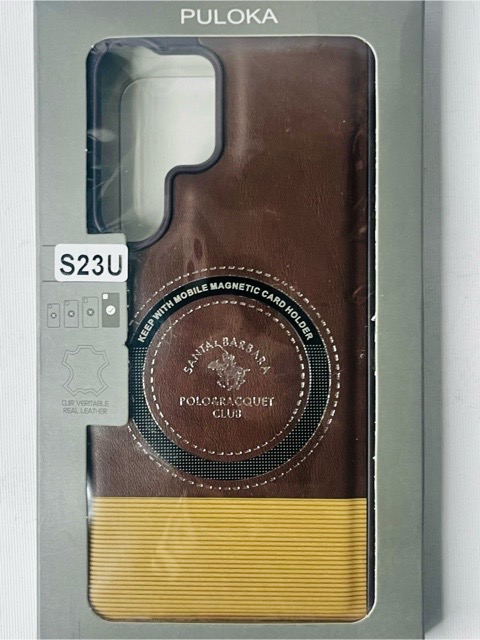 PULOKA
S23U
KEEP WITH MOBILE MAGNETIC CARD HOLDER
SANTA BARBARA
POLO&RACQUET
CLUB
CUIR VERITABLE
REAL LEATHER